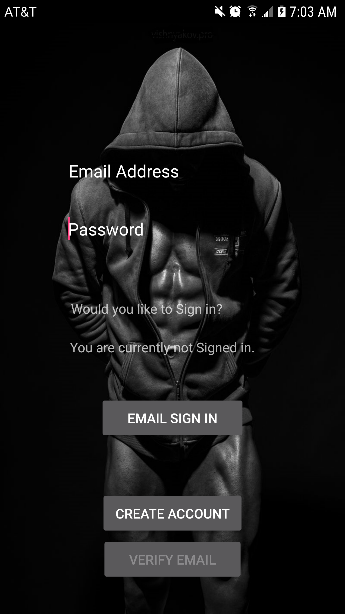 AT&T
7:03 AM
Email Address
Password
Would you like to Sign in?
You are currently not Signed in.
EMAIL SIGN IN
CREATE ACCOUNT
VERIFY EMAIL